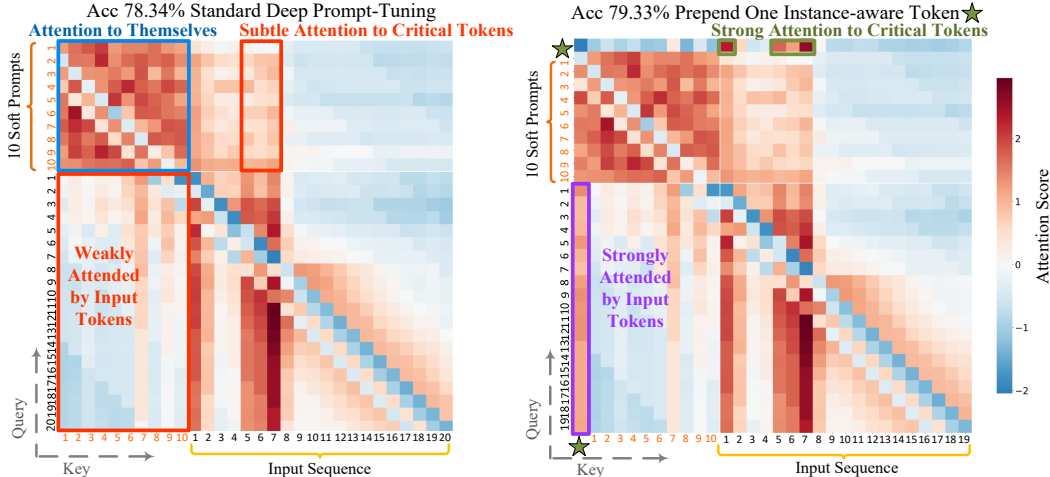 Acc 78.34% Standard Deep Prompt-Tuning
Attention to Themselves
Subtle Attention to Critical Tokens
10 Soft Prompts
1
2
3
4
5
6
7
8
9
10
1
2
3
4
5
6
7
8
9
10
11
12
13
14
15
16
17
18
19
20
Weakly
Attended
by Input
Tokens
Query
1 2 3 4 5 6 7 8 9 10 1 2 3 4 5 6 7 8 9 10 11 12 13 14 15 16 17 18 19 20
Key
Input Sequence
Acc 79.33% Prepend One Instance-aware Token
Strong Attention to Critical Tokens
10 Soft Prompts
1
2
3
4
5
6
7
8
9
10
1
2
3
4
5
6
7
8
9
10
11
12
13
14
15
16
17
18
19
Strongly
Attended
by Input
Tokens
Query
1 2 3 4 5 6 7 8 9 10 1 2 3 4 5 6 7 8 9 10 11 12 13 14 15 16 17 18 19
Key
Input Sequence
2
1
0
−1
−2
Attention Score